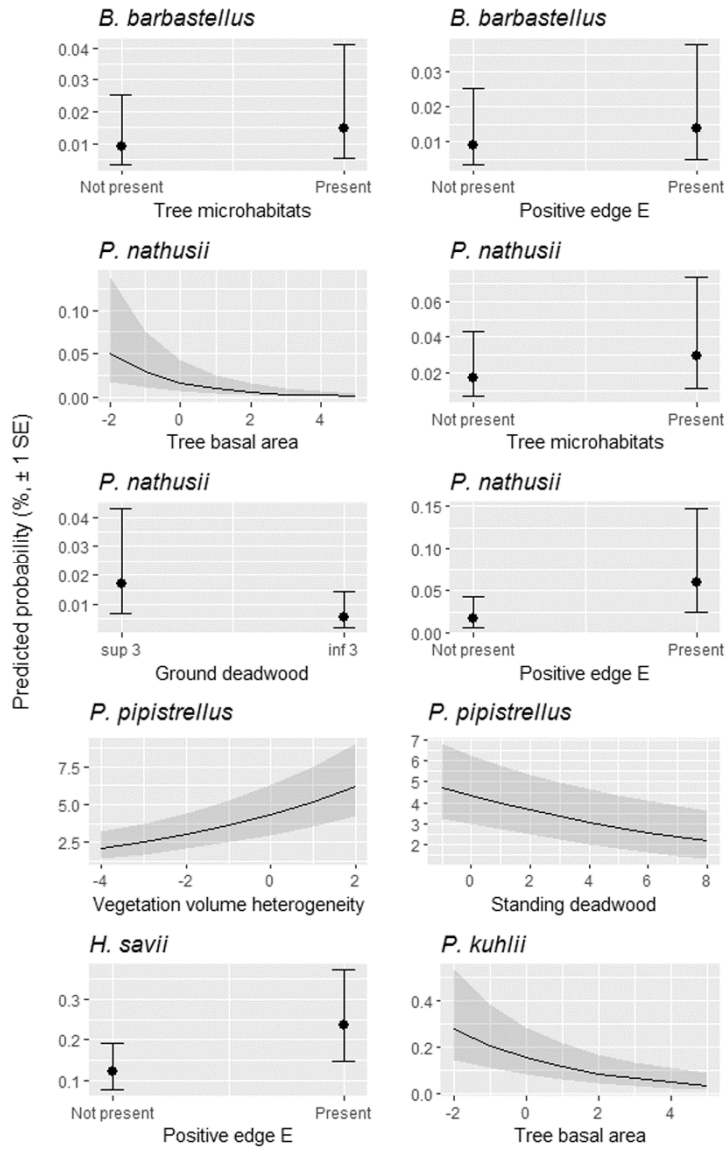 B. barbastellus
0.04
0.03
0.02
0.01
Not present
Present
Tree microhabitats
B. barbastellus
0.03
0.02
0.01
Not present
Present
Positive edge E
Predicted probability (%, ± 1 SE)
P. nathusii
0.10
0.05
0.00
-2 0 2 4
Tree basal area
P. nathusii
0.06
0.04
0.02
Not present
Present
Tree microhabitats
P. nathusii
0.04
0.03
0.02
0.01
sup 3
inf 3
Ground deadwood
P. nathusii
0.15
0.10
0.05
0.00
Not present
Present
Positive edge E
P. pipistrellus
7.5
5.0
2.5
-4 -2 0 2
Vegetation volume heterogeneity
P. pipistrellus
7
6
5
4
3
2
0 2 4 6 8
Standing deadwood
H. savii
0.3
0.2
0.1
Not present
Present
Positive edge E
P. kuhlii
0.4
0.2
0.0
-2 0 2 4
Tree basal area